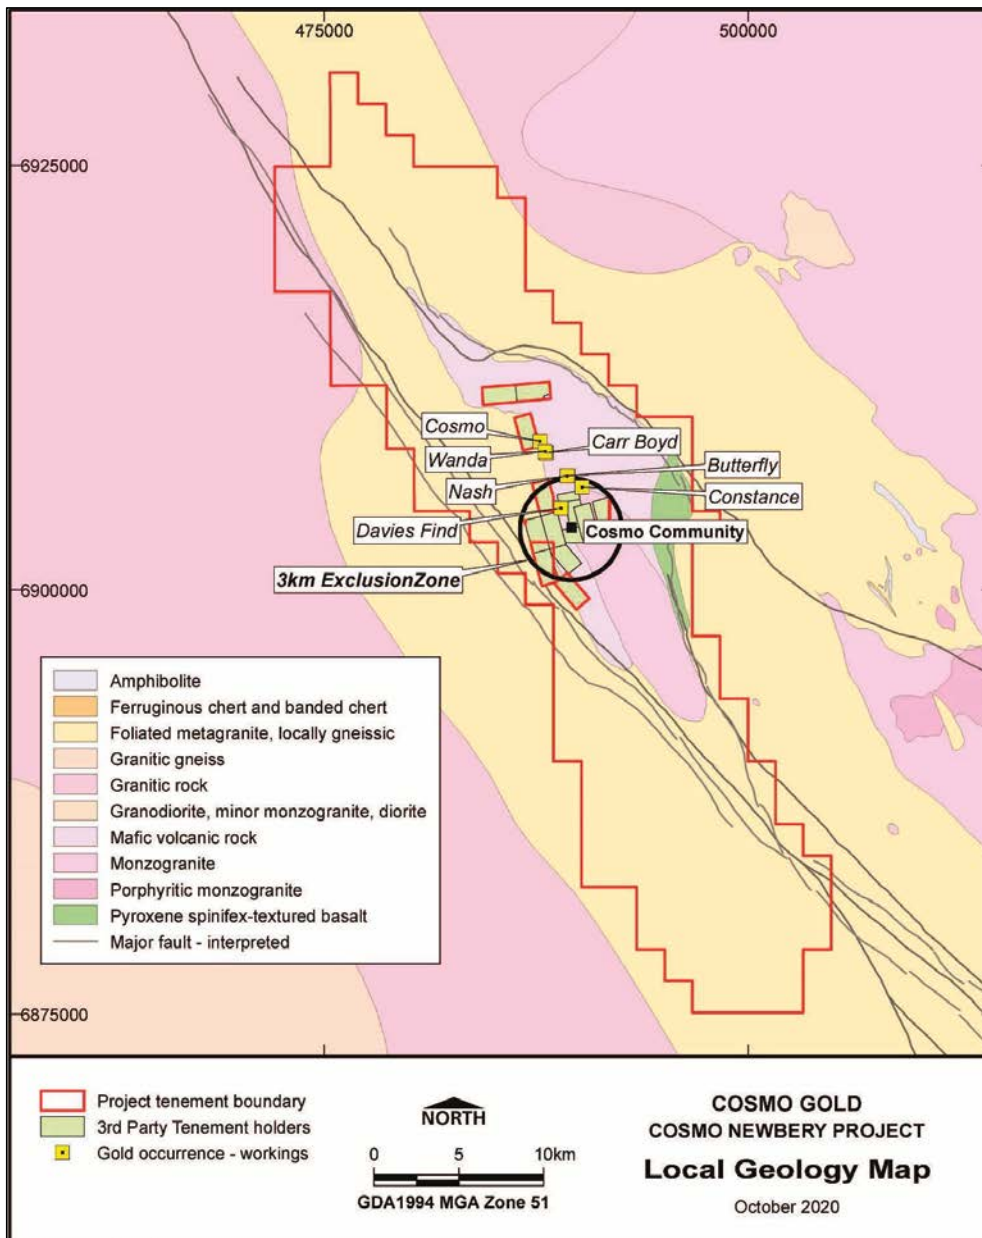 475000
500000
6925000
Cosmo
Carr Boyd
Wanda
Butterfly
Nash
Constance
Davies Find
Cosmo Community
3km ExclusionZone
6900000
Amphibolite
Ferruginous chert and banded chert
Foliated metagranite, locally gneissic
Granitic gneiss
Granitic rock
Granodiorite, minor monzogranite, diorite
Mafic volcanic rock
Monzogranite
Porphyritic monzogranite
Pyroxene spinifex-textured basalt
Major fault - interpreted
6875000
Project tenement boundary
3rd Party Tenement holders
Gold occurrence - workings
NORTH
0 5 10km
GDA1994 MGA Zone 51
COSMO GOLD
COSMO NEWBERY PROJECT
Local Geology Map
October 2020